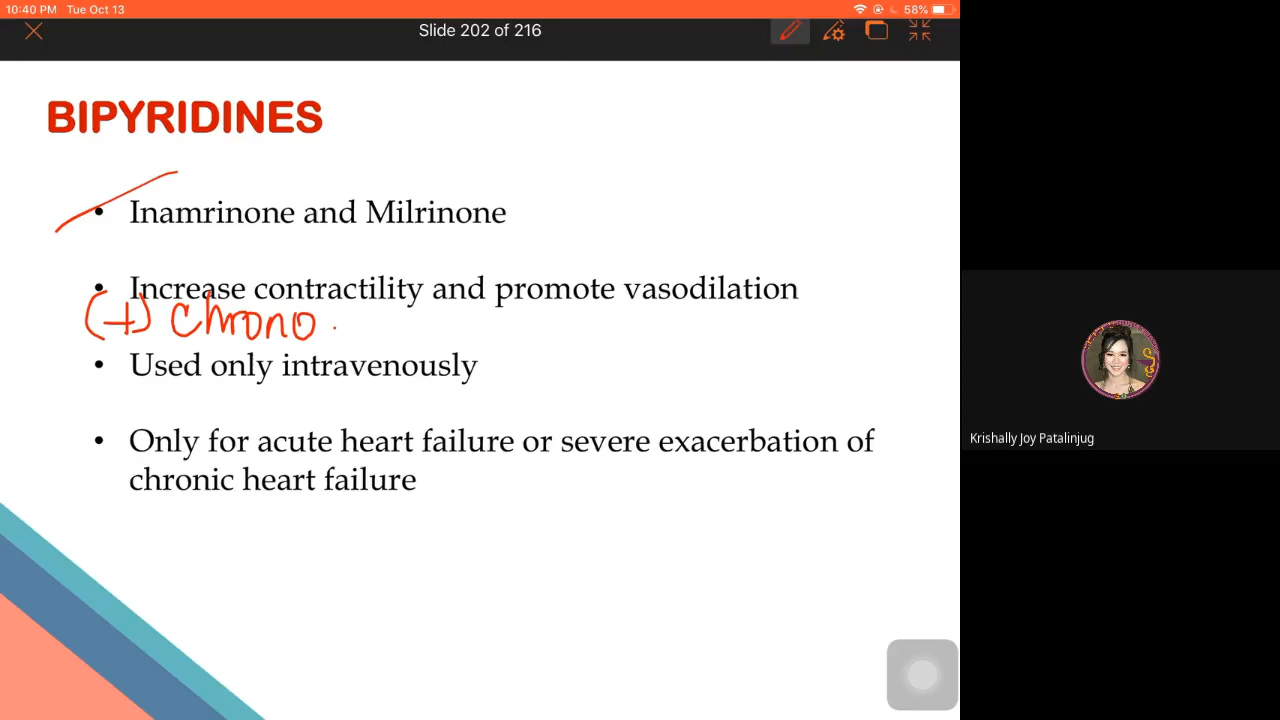 10:40 PM Tue Oct 13
58%
Slide 202 of 216
BIPYRIDINES
• Inamrinone and Milrinone
• Increase contractility and promote vasodilation
(+) Chrono
• Used only intravenously
• Only for acute heart failure or severe exacerbation of
chronic heart failure
Krishally Joy Patalinjug